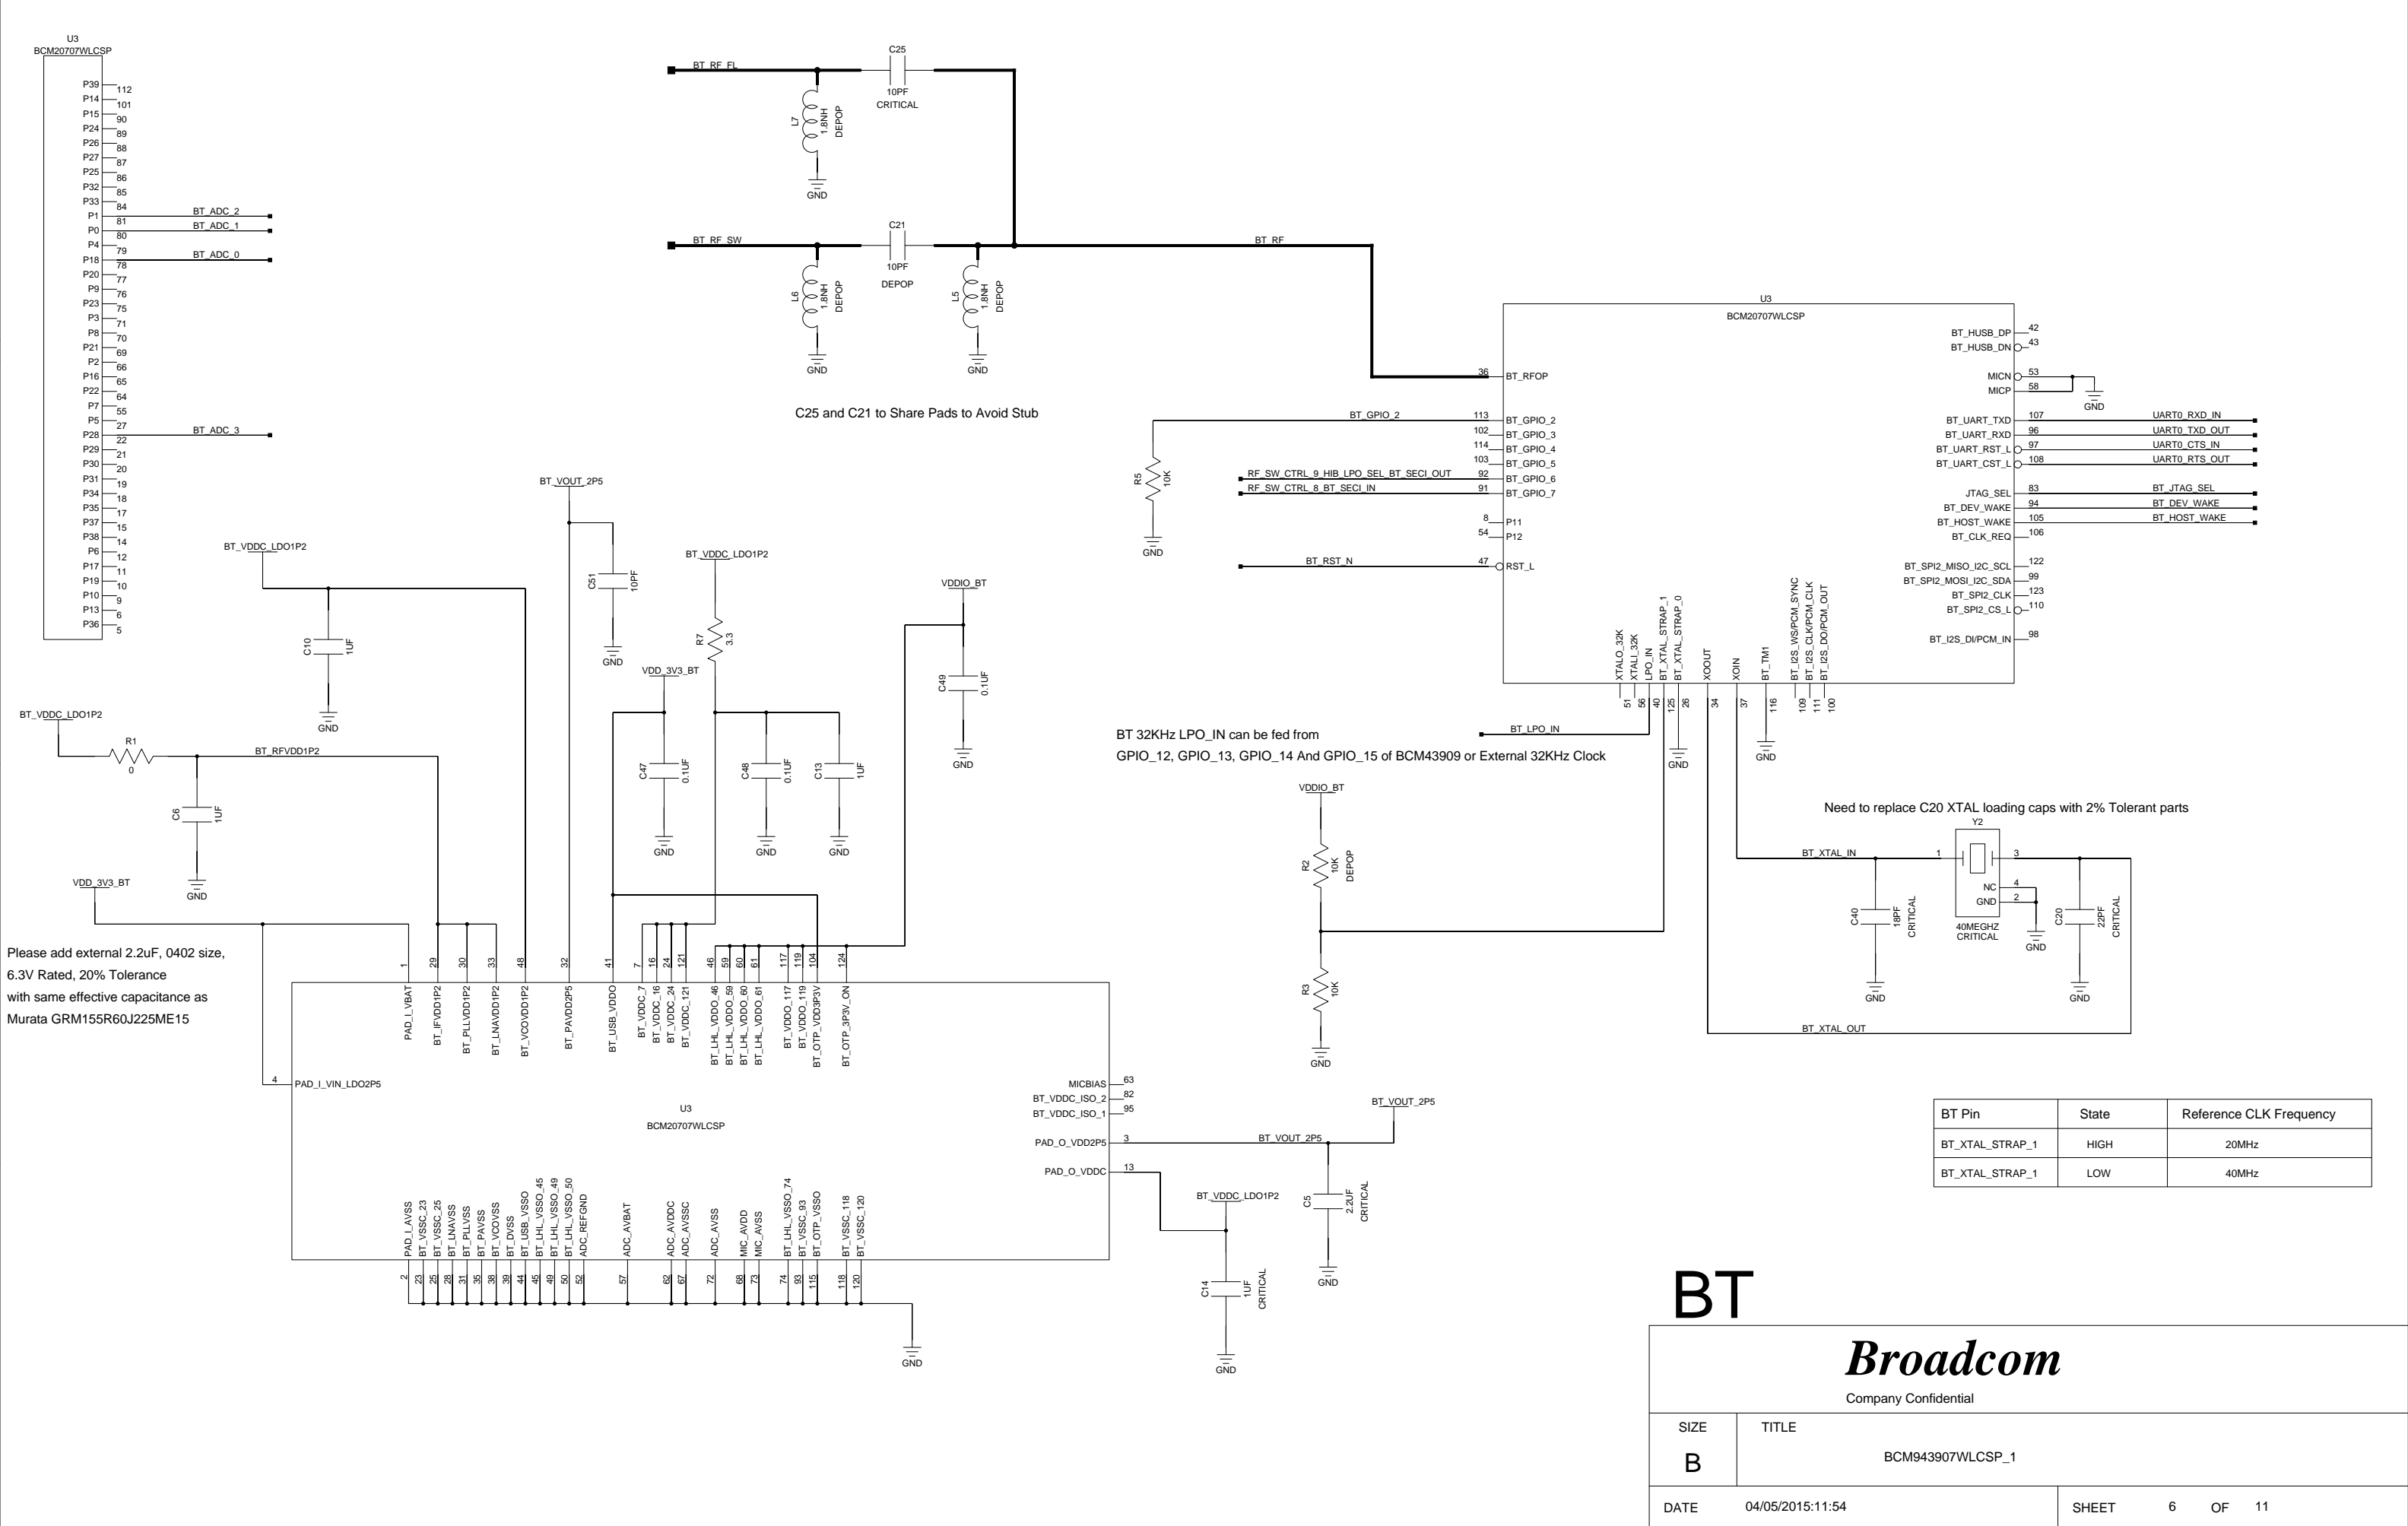 U3
BCM20707WLCSP
P39 112
P14 101
P15 90
P24 89
P26 88
P27 87
P25 86
P32 85
P33 84
P1 81 BT_ADC_2
P0 80 BT_ADC_1
P4 79
P18 78 BT_ADC_0
P20 77
P9 76
P23 75
P3 71
P8 70
P21 69
P2 66
P16 65
P22 64
P7 55
P5 27
P28 22 BT_ADC_3
P29 21
P30 20
P31 19
P34 18
P35 17
P37 15
P38 14
P6 12
P17 11
P19 10
P10 9
P13 6
P36 5
BT_RF_FL
C25
10PF
CRITICAL
L7
1.8NH
DEPOP
GND
BT_RF_SW
C21
10PF
DEPOP
BT_RF
L6
1.8NH
DEPOP
GND
L5
1.8NH
DEPOP
GND
C25 and C21 to Share Pads to Avoid Stub
U3
BCM20707WLCSP
36 BT_RFOP
BT_GPIO_2 113 BT_GPIO_2
102 BT_GPIO_3
114 BT_GPIO_4
103 BT_GPIO_5
RF_SW_CTRL_9_HIB_LPO_SEL_BT_SECI_OUT 92 BT_GPIO_6
RF_SW_CTRL_8_BT_SECI_IN 91 BT_GPIO_7
8 P11
54 P12
BT_RST_N 47 RST_L
R5
10K
GND
BT_HUSB_DP 42
BT_HUSB_DN 43
MICN 53
MICP 58
GND
BT_UART_TXD 107 UART0_RXD_IN
BT_UART_RXD 96 UART0_TXD_OUT
BT_UART_RST_L 97 UART0_CTS_IN
BT_UART_CST_L 108 UART0_RTS_OUT
JTAG_SEL 83 BT_JTAG_SEL
BT_DEV_WAKE 94 BT_DEV_WAKE
BT_HOST_WAKE 105 BT_HOST_WAKE
BT_CLK_REQ 106
BT_SPI2_MISO_I2C_SCL 122
BT_SPI2_MOSI_I2C_SDA 99
BT_SPI2_CLK 123
BT_SPI2_CS_L 110
BT_I2S_DI/PCM_IN 98
XTALO_32K 51
XTALI_32K 56
LPO_IN 40
BT_XTAL_STRAP_1 125
BT_XTAL_STRAP_0 26
XOOUT 34
XOIN 37
BT_TM1 116
BT_I2S_WS/PCM_SYNC 109
BT_I2S_CLK/PCM_CLK 111
BT_I2S_DO/PCM_OUT 100
BT_LPO_IN
GND
GND
BT 32KHz LPO_IN can be fed from
GPIO_12, GPIO_13, GPIO_14 And GPIO_15 of BCM43909 or External 32KHz Clock
VDDIO_BT
R2
10K
DEPOP
R3
10K
GND
Need to replace C20 XTAL loading caps with 2% Tolerant parts
Y2
BT_XTAL_IN 1
3
NC 4
GND 2
40MEGHZ
CRITICAL
GND
C40
18PF
CRITICAL
GND
C20
22PF
CRITICAL
GND
BT_XTAL_OUT
BT_VOUT_2P5
C51
10PF
GND
BT_VDDC_LDO1P2
R7
3.3
BT_VDDC_LDO1P2
C10
1UF
GND
VDDIO_BT
C49
0.1UF
GND
VDD_3V3_BT
C47
0.1UF
GND
C48
0.1UF
GND
C13
1UF
GND
BT_VDDC_LDO1P2
R1
0
BT_RFVDD1P2
C6
1UF
GND
VDD_3V3_BT
Please add external 2.2uF, 0402 size,
6.3V Rated, 20% Tolerance
with same effective capacitance as
Murata GRM155R60J225ME15
1 PAD_I_VBAT
29 BT_IFVDD1P2
30 BT_PLLVDD1P2
33 BT_LNAVDD1P2
48 BT_VCOVDD1P2
32 BT_PAVDD2P5
41 BT_USB_VDDO
7 BT_VDDC_7
16 BT_VDDC_16
24 BT_VDDC_24
121 BT_VDDC_121
46 BT_LHL_VDDO_46
59 BT_LHL_VDDO_59
60 BT_LHL_VDDO_60
61 BT_LHL_VDDO_61
117 BT_VDDO_117
119 BT_VDDO_119
104 BT_OTP_VDD3P3V
124 BT_OTP_3P3V_ON
4 PAD_I_VIN_LDO2P5
U3
BCM20707WLCSP
MICBIAS 63
BT_VDDC_ISO_2 82
BT_VDDC_ISO_1 95
PAD_O_VDD2P5 3 BT_VOUT_2P5
PAD_O_VDDC 13
BT_VOUT_2P5
C5
2.2UF
CRITICAL
GND
BT_VDDC_LDO1P2
C14
1UF
CRITICAL
GND
PAD_I_AVSS 2
BT_VSSC_23 23
BT_VSSC_25 25
BT_LNAVSS 28
BT_PLLVSS 31
BT_PAVSS 35
BT_VCOVSS 38
BT_DVSS 39
BT_USB_VSSO 44
BT_LHL_VSSO_45 45
BT_LHL_VSSO_49 49
BT_LHL_VSSO_50 50
ADC_REFGND 52
ADC_AVBAT 57
ADC_AVDDC 62
ADC_AVSSC 67
ADC_AVSS 72
MIC_AVDD 68
MIC_AVSS 73
BT_LHL_VSSO_74 74
BT_VSSC_93 93
BT_OTP_VSSO 115
BT_VSSC_118 118
BT_VSSC_120 120
GND
BT Pin State Reference CLK Frequency
BT_XTAL_STRAP_1 HIGH 20MHz
BT_XTAL_STRAP_1 LOW 40MHz
BT
Broadcom
Company Confidential
SIZE TITLE
B BCM943907WLCSP_1
DATE 04/05/2015:11:54 SHEET 6 OF 11